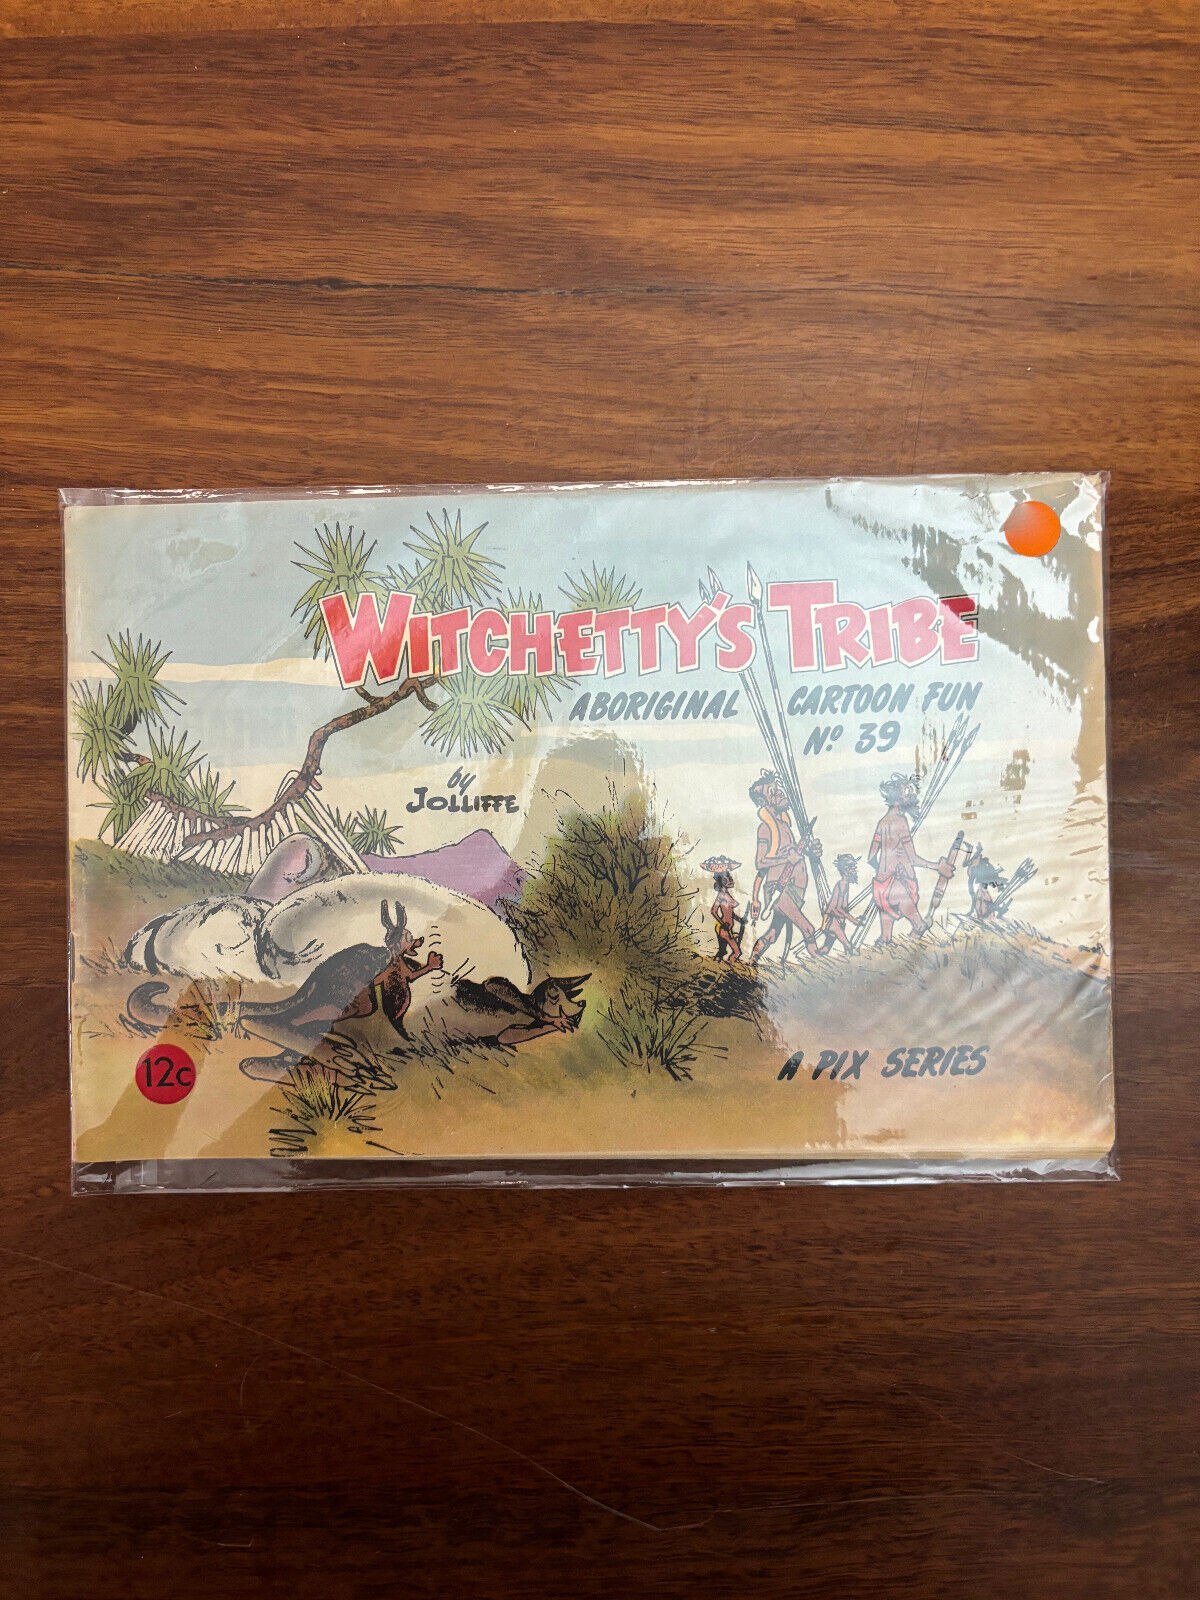 WITCHETTY'S TRIBE
ABORIGINAL CARTOON FUN
Nº 39
by
JOLLIFFE
12c
A PIX SERIES